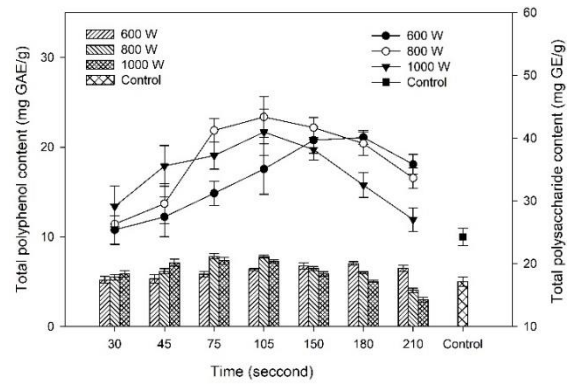 Total polyphenol content (mg GAE/g)
30
20
10
0
600 W
800 W
1000 W
Control
600 W
800 W
1000 W
Control
60
50
40
30
20
10
Total polysaccharide content (mg GE/g)
30 45 75 105 150 180 210 Control
Time (seccond)